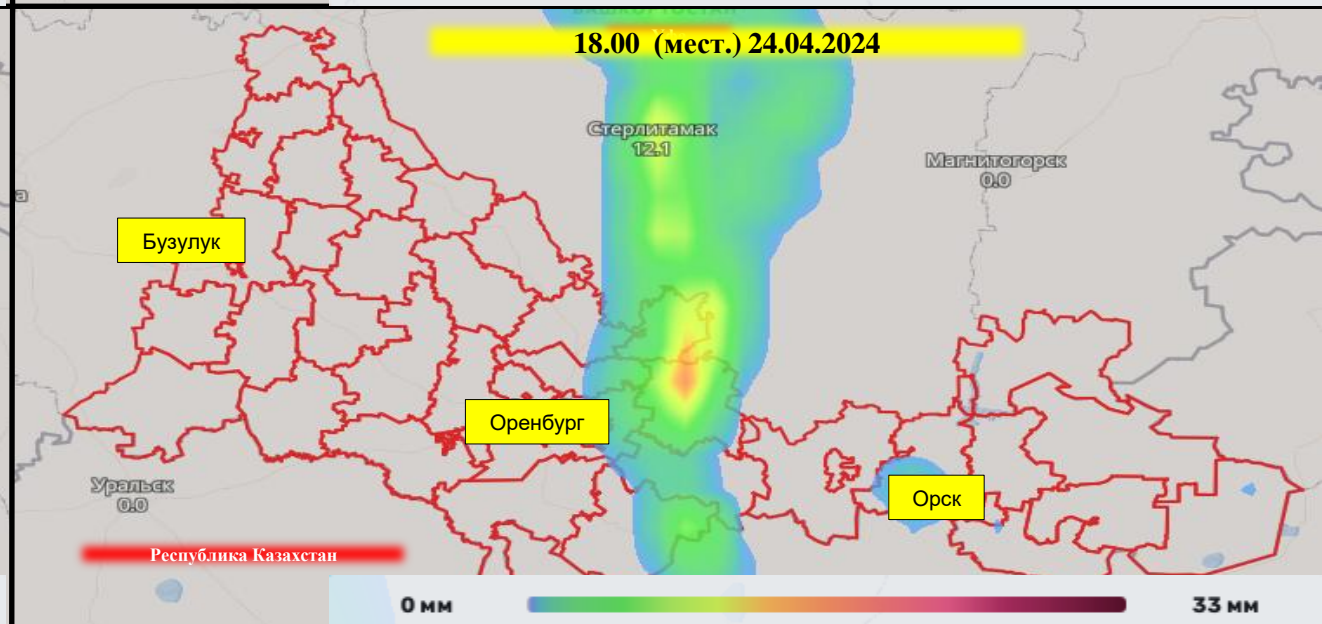 БАШКОРТОСТАН
18.00 (мест.) 24.04.2024
Стерлитамак
12.1
Магнитогорск
0.0
а
Бузулук
Оренбург
Уральск
0.0
Орск
Республика Казахстан
0 мм
33 мм